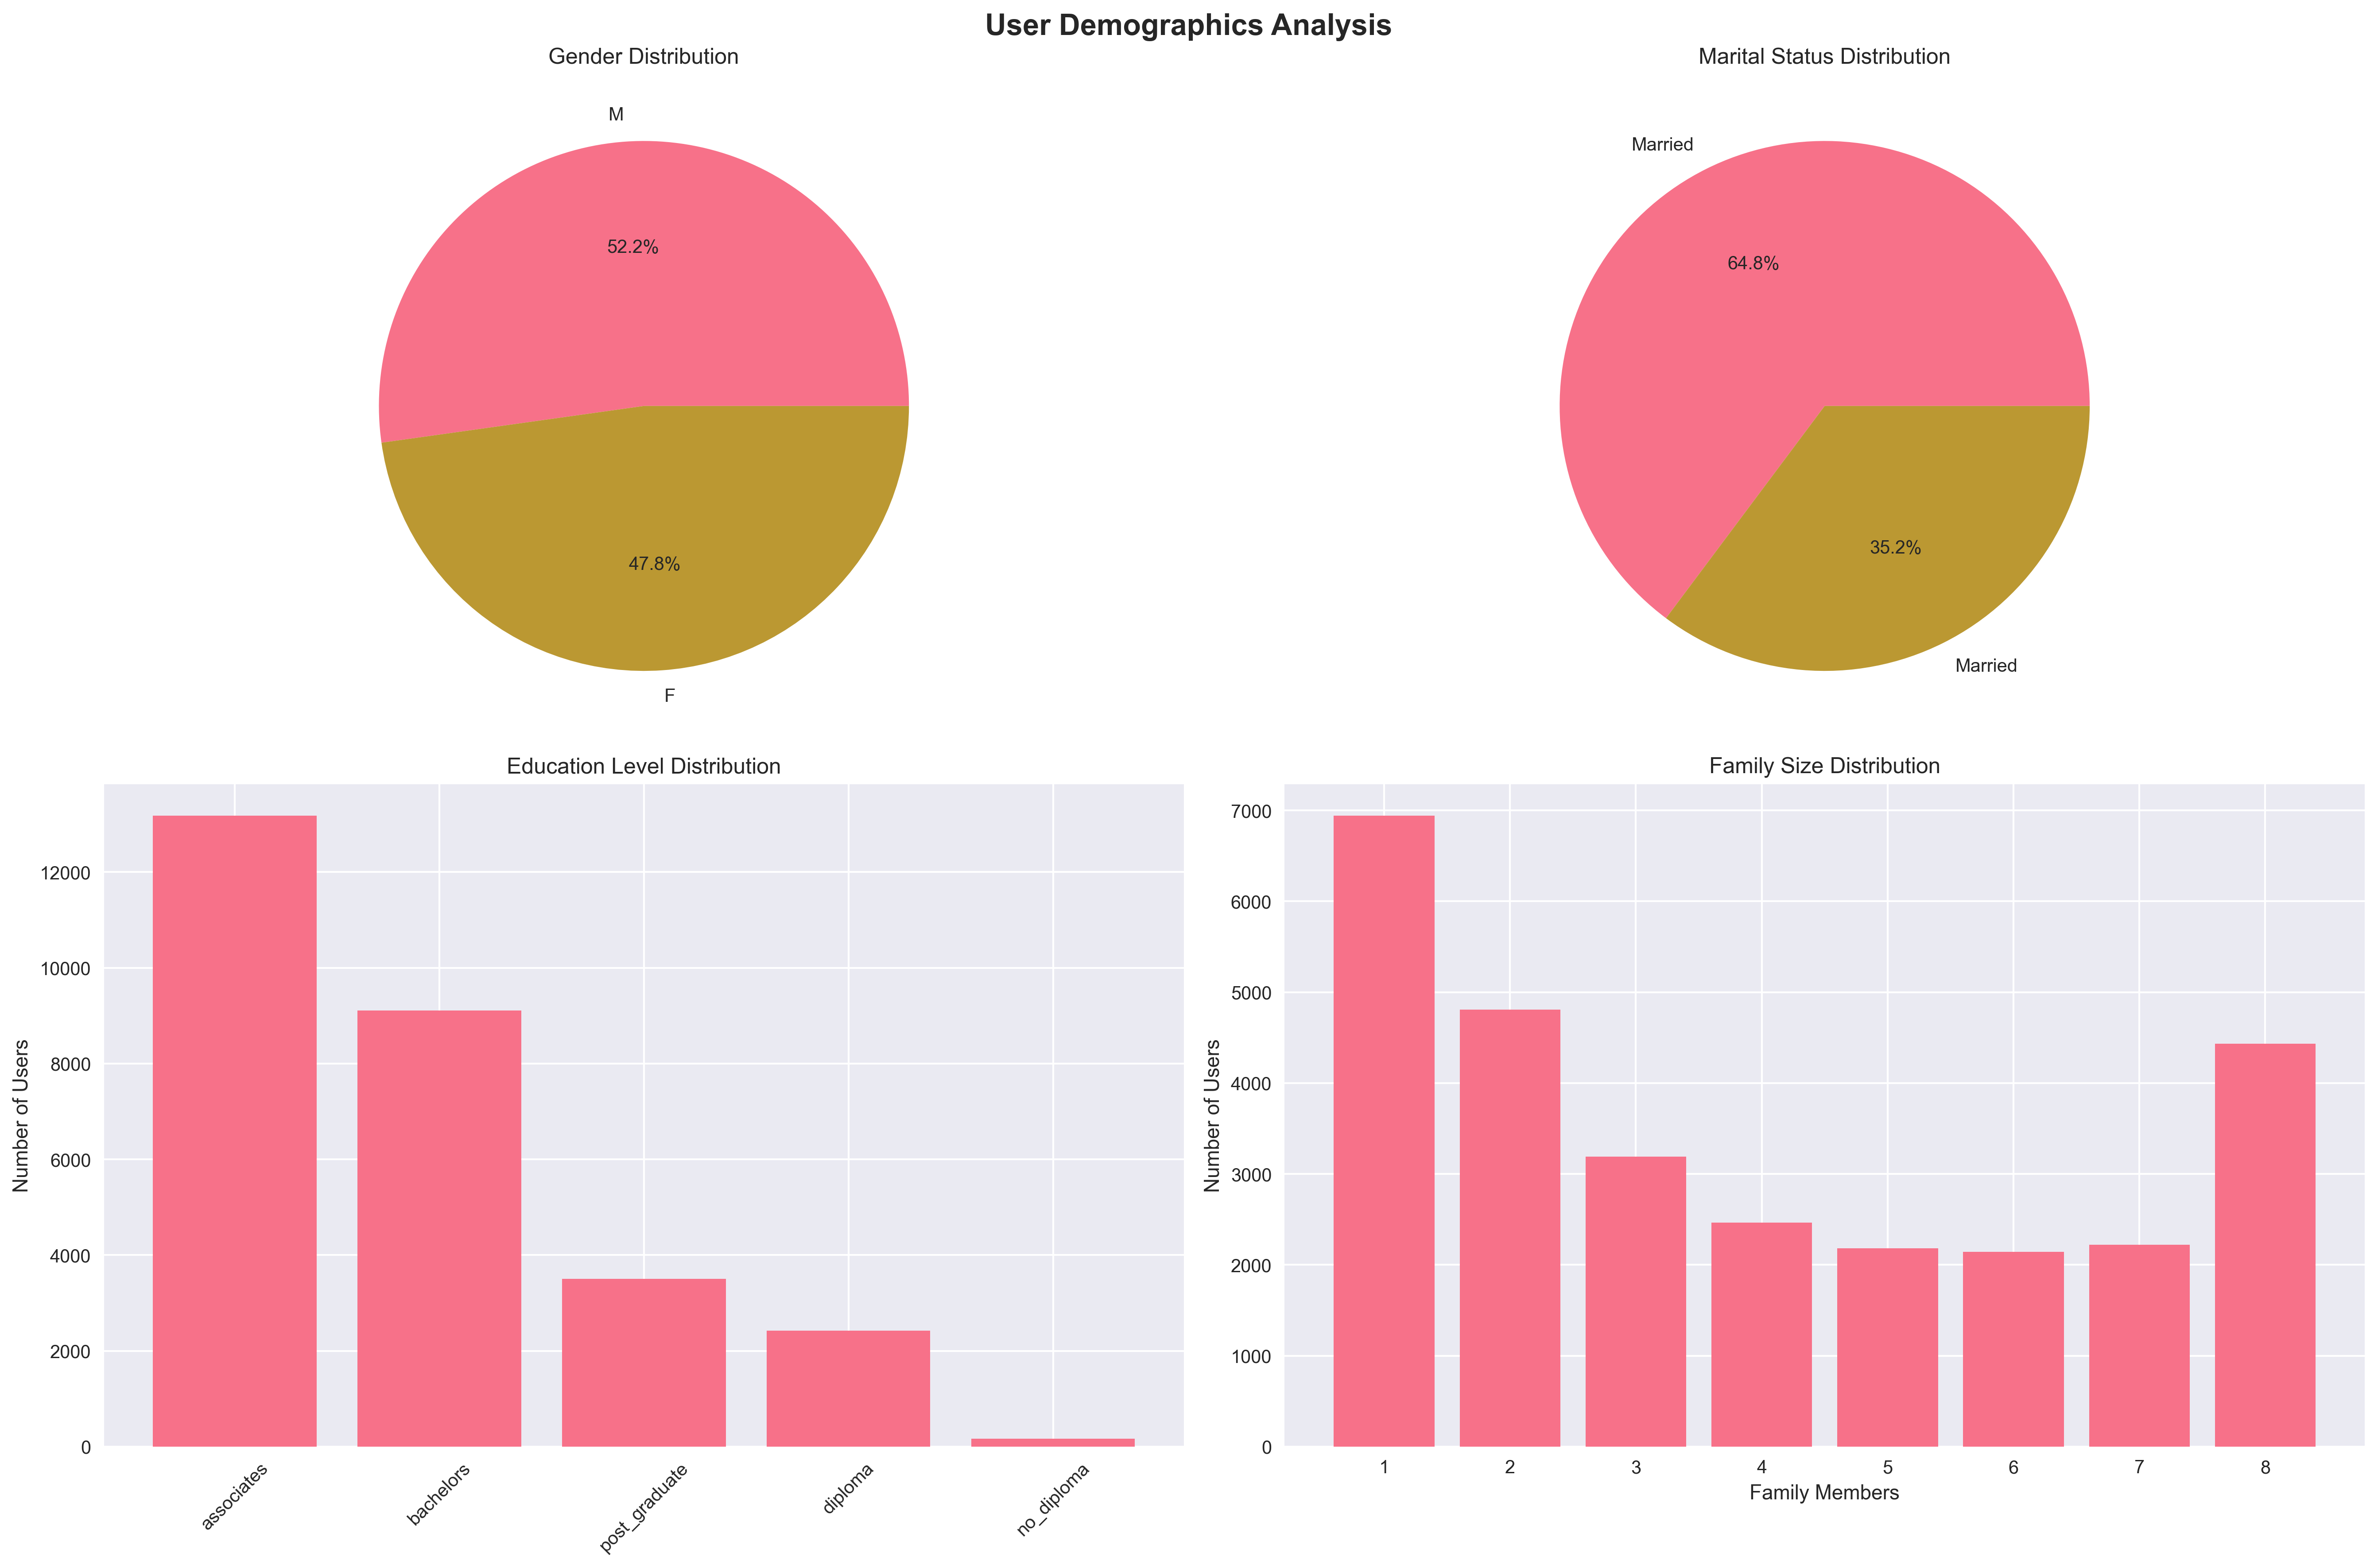 User Demographics Analysis
Gender Distribution
M
52.2%
47.8%
F
Marital Status Distribution
Married
64.8%
35.2%
Married
Education Level Distribution
Number of Users
12000
10000
8000
6000
4000
2000
0
associates
bachelors
post_graduate
diploma
no_diploma
Family Size Distribution
Number of Users
7000
6000
5000
4000
3000
2000
1000
0
1 2 3 4 5 6 7 8
Family Members